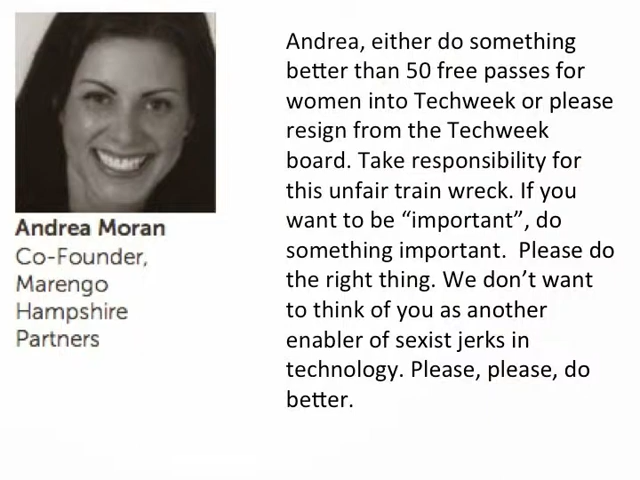 Andrea Moran
Co-Founder,
Marengo
Hampshire
Partners
Andrea, either do something
better than 50 free passes for
women into Techweek or please
resign from the Techweek
board. Take responsibility for
this unfair train wreck. If you
want to be “important”, do
something important.  Please do
the right thing. We don’t want
to think of you as another
enabler of sexist jerks in
technology. Please, please, do
better.